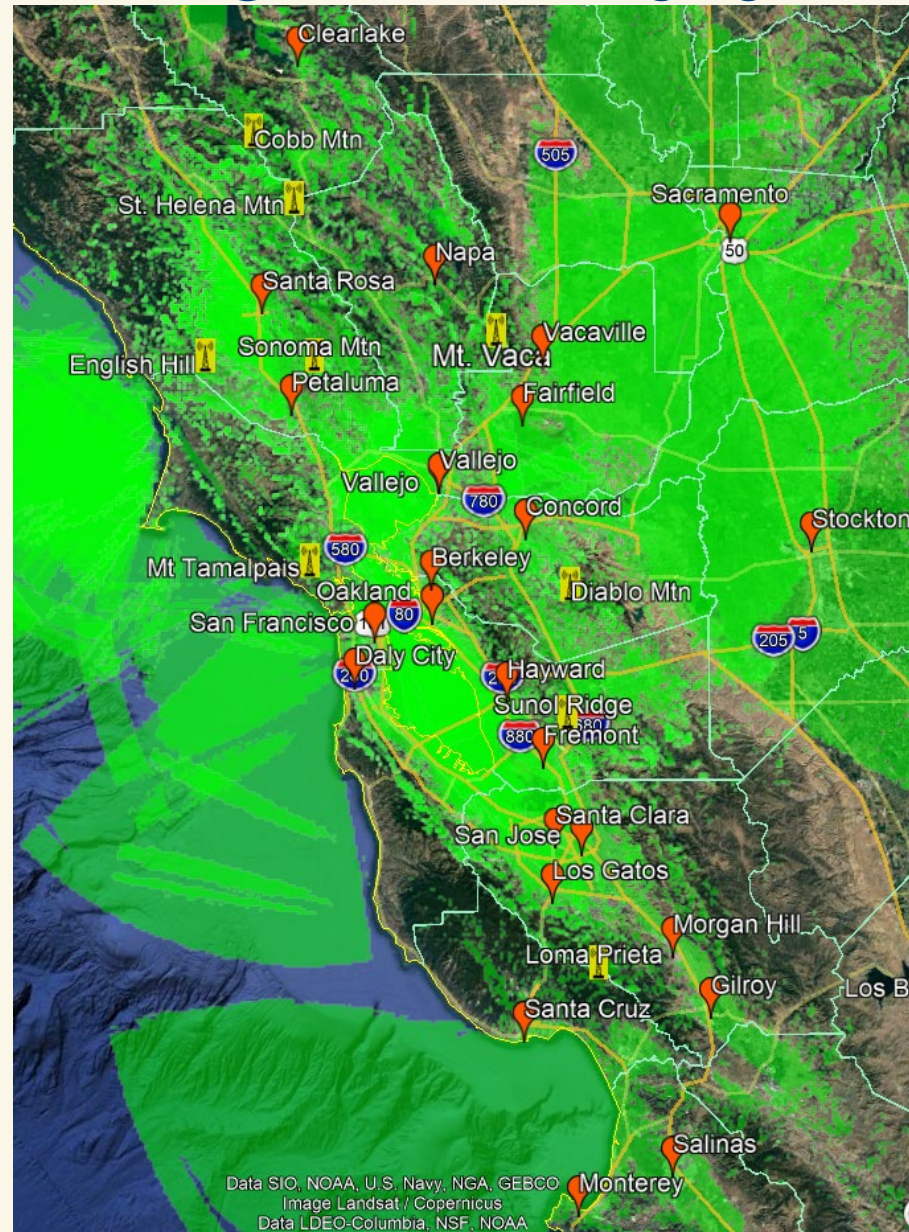 Clearlake
Cobb Mtn
505
St. Helena Mtn
Sacramento
50
Napa
Santa Rosa
Vacaville
English Hill
Sonoma Mtn
Mt. Vaca
Petaluma
Fairfield
Vallejo
Vallejo
780
Concord
Stockton
580
Berkeley
Mt Tamalpais
Diablo Mtn
Oakland
80
San Francisco
205
5
Daly City
Hayward
Sunol Ridge
880
680
Fremont
Santa Clara
San Jose
Los Gatos
Morgan Hill
Loma Prieta
Gilroy
Los B
Santa Cruz
Salinas
Monterey
Data SIO, NOAA, U.S. Navy, NGA, GEBCO
Image Landsat / Copernicus
Data LDEO-Columbia, NSF, NOAA